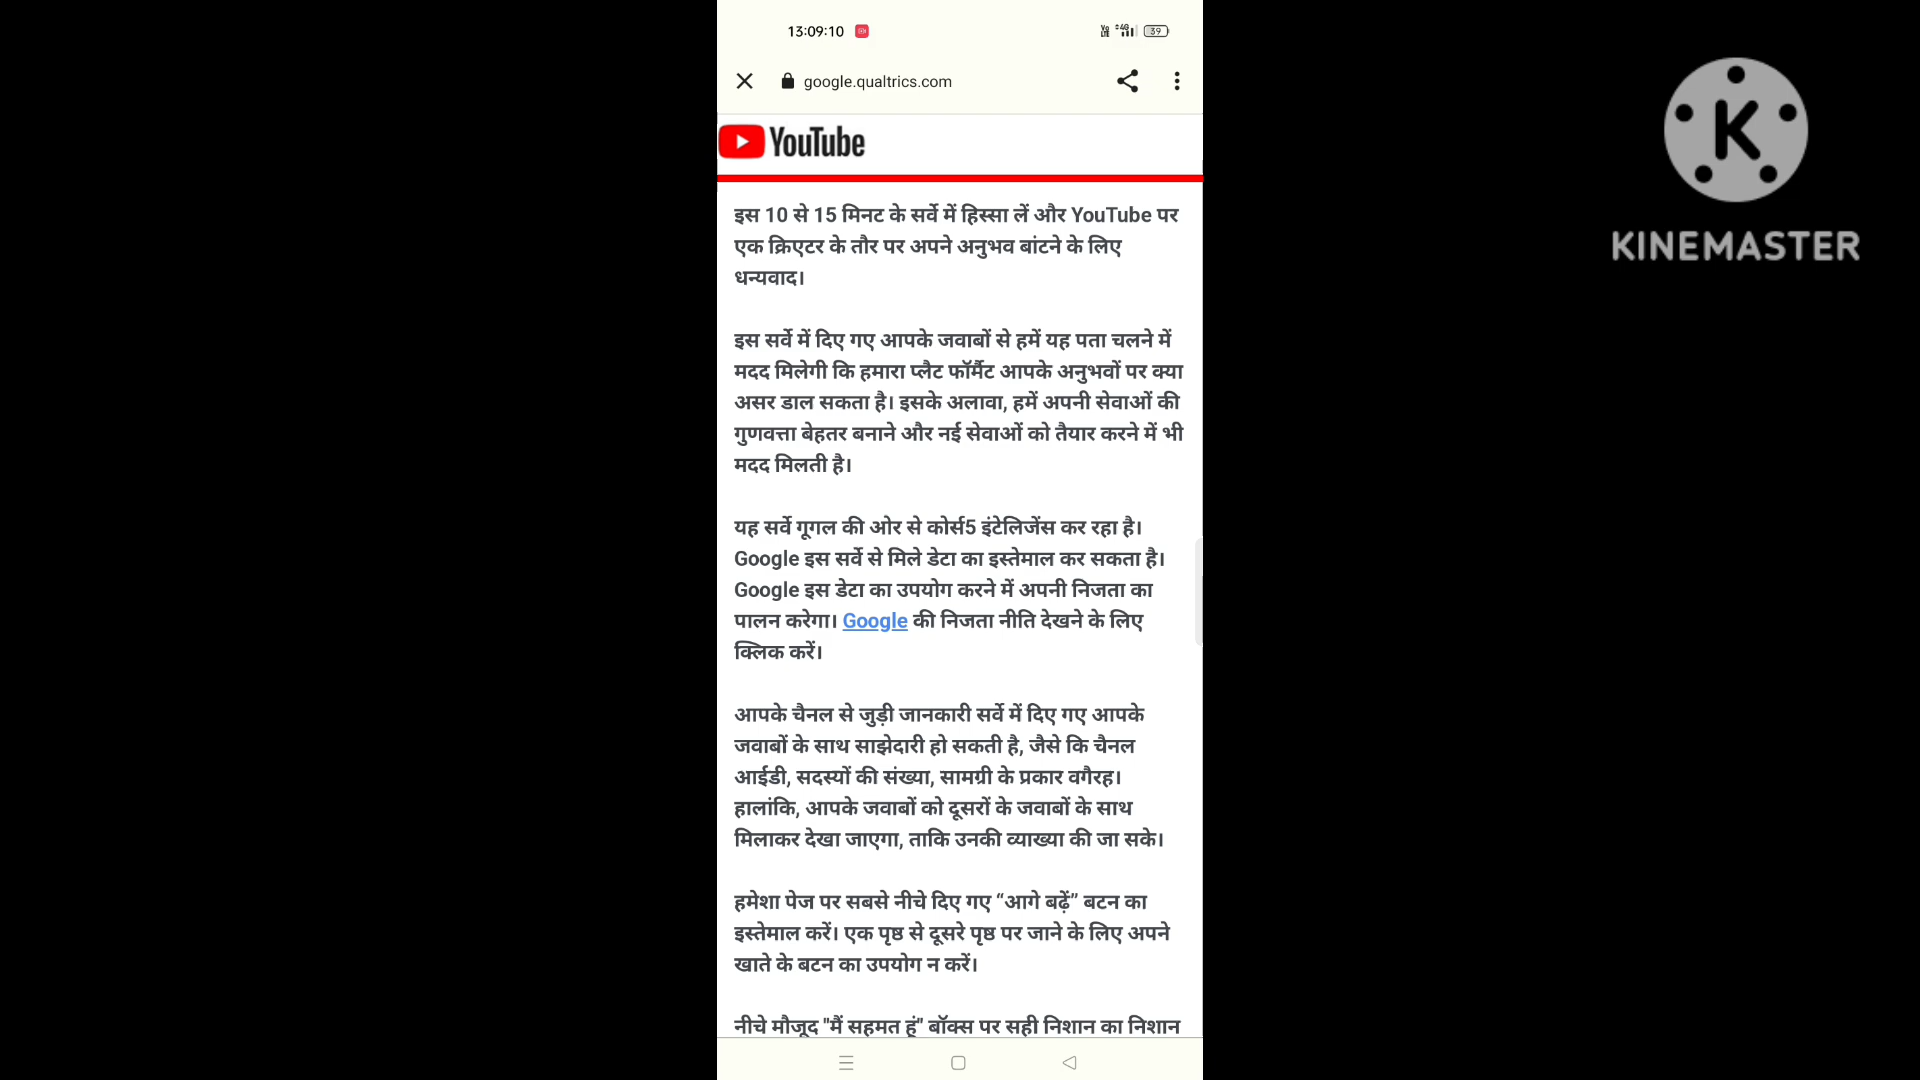 13:09:10
39
google.qualtrics.com
YouTube
इस 10 से 15 मिनट के सर्वे में हिस्सा लें और YouTube पर
एक क्रिएटर के तौर पर अपने अनुभव बांटने के लिए
धन्यवाद।
इस सर्वे में दिए गए आपके जवाबों से हमें यह पता चलने में
मदद मिलेगी कि हमारा प्लैट फॉर्मैट आपके अनुभवों पर क्या
असर डाल सकता है। इसके अलावा, हमें अपनी सेवाओं की
गुणवत्ता बेहतर बनाने और नई सेवाओं को तैयार करने में भी
मदद मिलती है।
यह सर्वे गूगल की ओर से कोर्स5 इंटेलिजेंस कर रहा है।
Google इस सर्वे से मिले डेटा का इस्तेमाल कर सकता है।
Google इस डेटा का उपयोग करने में अपनी निजता का
पालन करेगा। Google की निजता नीति देखने के लिए
क्लिक करें।
आपके चैनल से जुड़ी जानकारी सर्वे में दिए गए आपके
जवाबों के साथ साझेदारी हो सकती है, जैसे कि चैनल
आईडी, सदस्यों की संख्या, सामग्री के प्रकार वगैरह।
हालांकि, आपके जवाबों को दूसरों के जवाबों के साथ
मिलाकर देखा जाएगा, ताकि उनकी व्याख्या की जा सके।
हमेशा पेज पर सबसे नीचे दिए गए “आगे बढ़ें” बटन का
इस्तेमाल करें। एक पृष्ठ से दूसरे पृष्ठ पर जाने के लिए अपने
खाते के बटन का उपयोग न करें।
नीचे मौजूद "मैं सहमत हूं" बॉक्स पर सही निशान का निशान
K
KINEMASTER